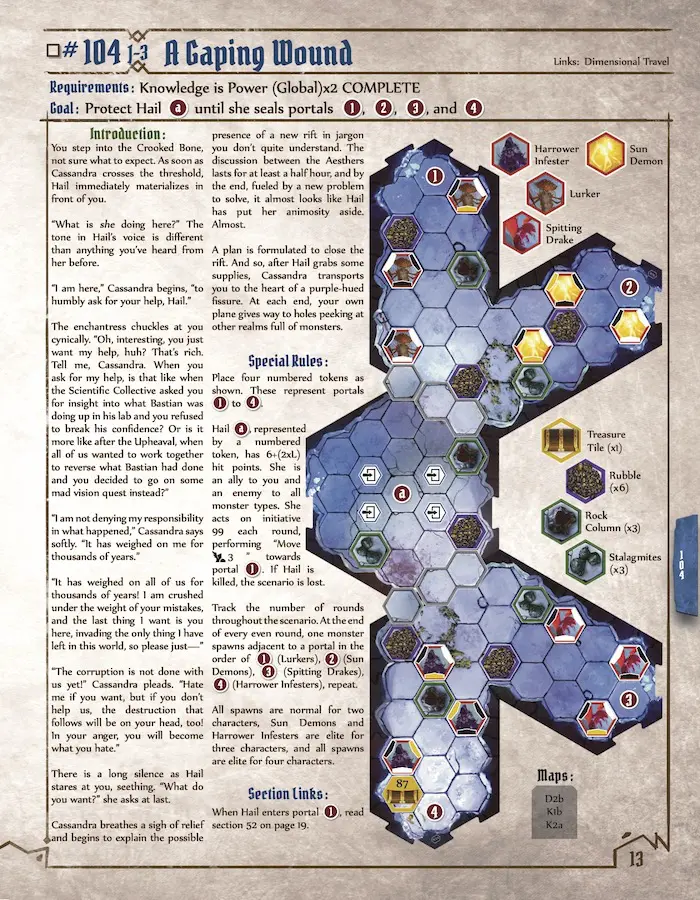 # 104 1-3 A Gaping Wound
Links: Dimensional Travel
Requirements: Knowledge is Power (Global)x2 COMPLETE
Goal: Protect Hail a until she seals portals 1, 2, 3, and 4
Introduction:
You step into the Crooked Bone,
not sure what to expect. As soon as
Cassandra crosses the threshold,
Hail immediately materializes in
front of you.
“What is she doing here?” The
tone in Hail’s voice is different
than anything you’ve heard from
her before.
“I am here,” Cassandra begins, “to
humbly ask for your help, Hail.”
The enchantress chuckles at you
cynically. “Oh, interesting, you just
want my help, huh? That’s rich.
Tell me, Cassandra. When you
ask for my help, is that like when
the Scientific Collective asked you
for insight into what Bastian was
doing up in his lab and you refused
to break his confidence? Or is it
more like after the Upheaval, when
all of us wanted to work together
to reverse what Bastian had done
and you decided to go on some
mad vision quest instead?”
“I am not denying my responsibility
in what happened,” Cassandra says
softly. “It has weighed on me for
thousands of years.”
“It has weighed on all of us for
thousands of years! I am crushed
under the weight of your mistakes,
and the last thing I want is you
here, invading the only thing I have
left in this world, so please just—”
“The corruption is not done with
us yet!” Cassandra pleads. “Hate
me if you want, but if you don’t
help us, the destruction that
follows will be on your head, too!
In your anger, you will become
what you hate.”
There is a long silence as Hail
stares at you, seething. “What do
you want?” she asks at last.
Cassandra breathes a sigh of relief
and begins to explain the possible
presence of a new rift in jargon
you don’t quite understand. The
discussion between the Aesthers
lasts for at least a half hour, and by
the end, fueled by a new problem
to solve, it almost looks like Hail
has put her animosity aside.
Almost.
A plan is formulated to close the
rift. And so, after Hail grabs some
supplies, Cassandra transports
you to the heart of a purple-hued
fissure. At each end, your own
plane gives way to holes peeking at
other realms full of monsters.
Special Rules:
Place four numbered tokens as
shown. These represent portals
1 to 4.
Hail a, represented
by a numbered
token, has 6+(2xL)
hit points. She is
an ally to you and
an enemy to all
monster types. She
acts on initiative
99 each round,
performing “Move
3 ” towards
portal 1. If Hail is
killed, the scenario is lost.
Track the number of rounds
throughout the scenario. At the end
of every even round, one monster
spawns adjacent to a portal in the
order of 1 (Lurkers), 2 (Sun
Demons), 3 (Spitting Drakes),
4 (Harrower Infesters), repeat.
All spawns are normal for two
characters, Sun Demons and
Harrower Infesters are elite for
three characters, and all spawns
are elite for four characters.
Section Links:
When Hail enters portal 1, read
section 52 on page 19.
Harrower
Infester
Sun
Demon
Lurker
Spitting
Drake
1
2
a
3
87
4
Treasure
Tile (x1)
Rubble
(x6)
Rock
Column (x3)
Stalagmites
(x3)
104
Maps:
D2b
K1b
K2a
13